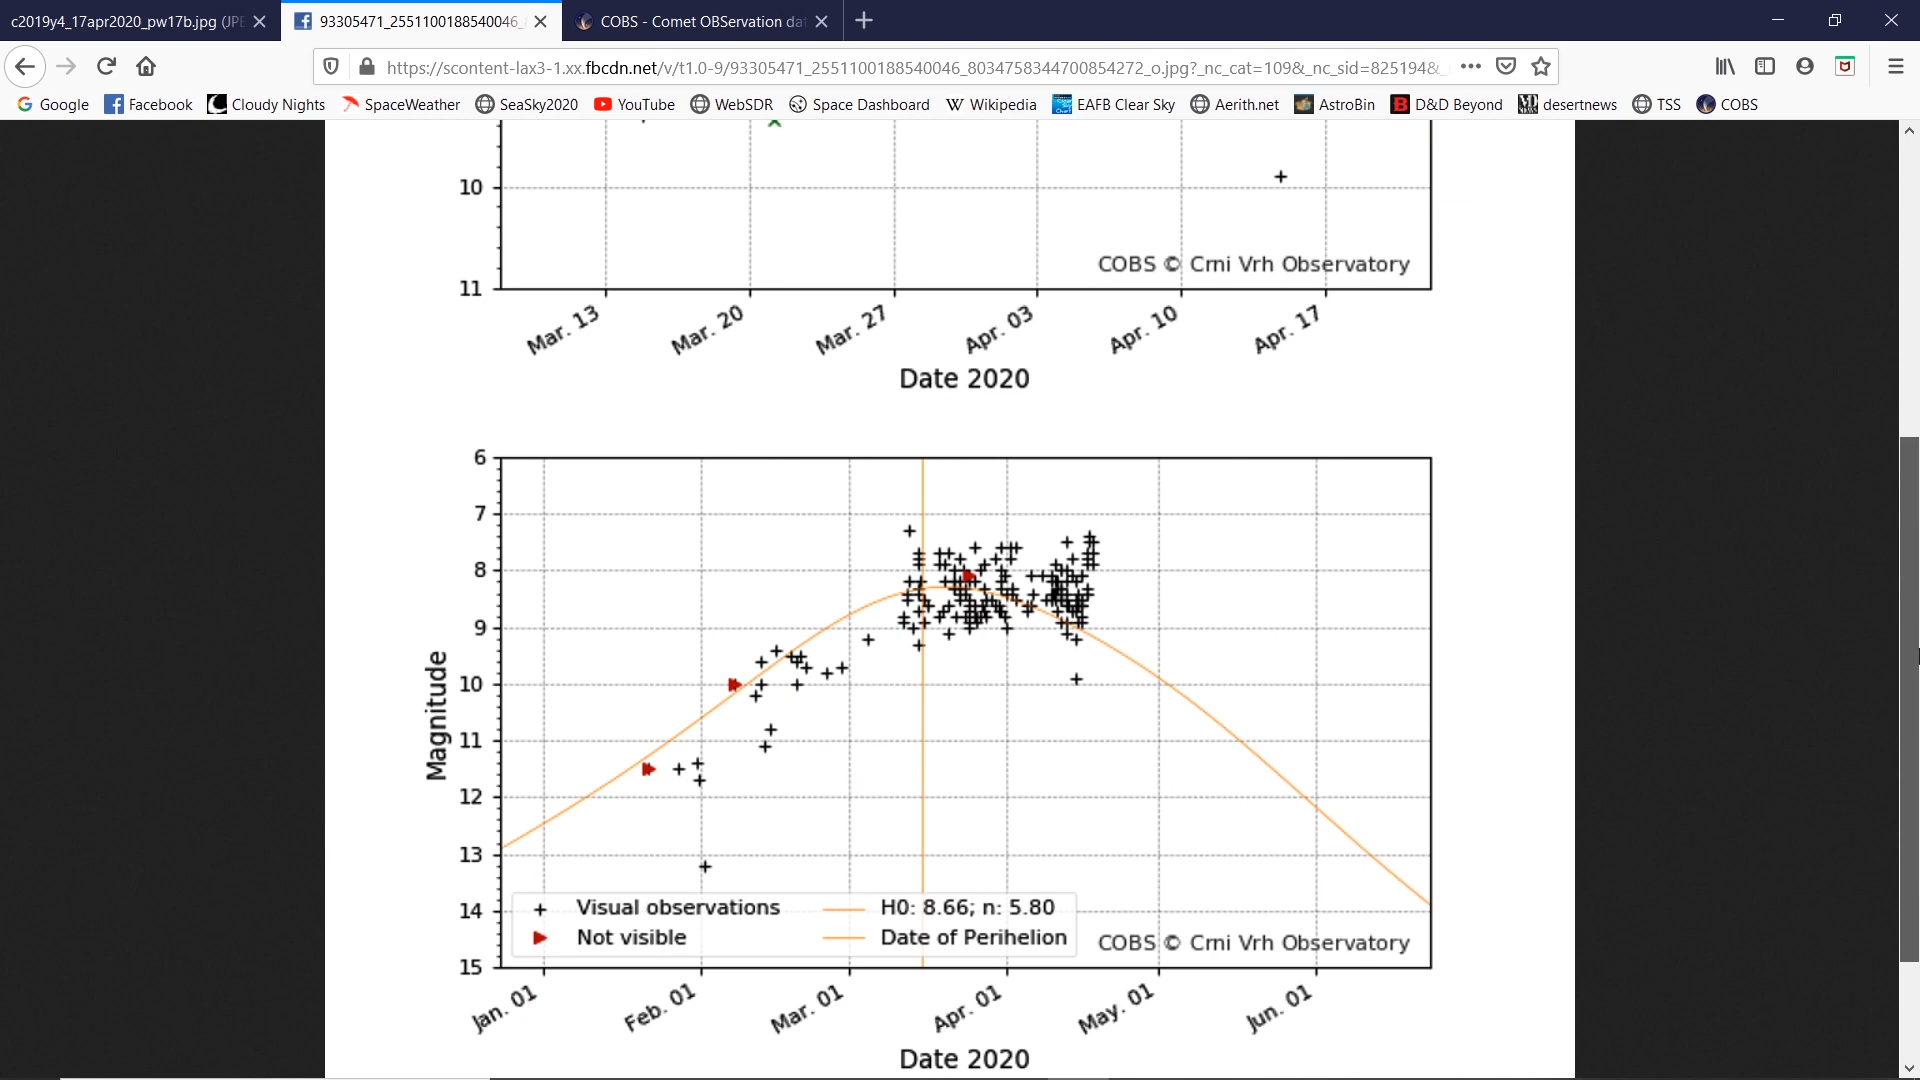 c2019y4_17apr2020_pw17b.jpg (JPE
93305471_2551100188540046_8
COBS - Comet OBServation dat
https://scontent-lax3-1.xx.fbcdn.net/v/t1.0-9/93305471_2551100188540046_8034758344700854272_o.jpg?_nc_cat=109&_nc_sid=825194&_
Google Facebook Cloudy Nights SpaceWeather SeaSky2020 YouTube WebSDR Space Dashboard Wikipedia EAFB Clear Sky Aerith.net AstroBin D&D Beyond desertnews TSS COBS
10
COBS © Crni Vrh Observatory
11
Mar. 13 Mar. 20 Mar. 27 Apr. 03 Apr. 10 Apr. 17
Date 2020
6
7
8
9
10
11
12
13
14
15
Magnitude
Visual observations
Not visible
H0: 8.66; n: 5.80
Date of Perihelion
COBS © Crni Vrh Observatory
Jan. 01 Feb. 01 Mar. 01 Apr. 01 May. 01 Jun. 01
Date 2020